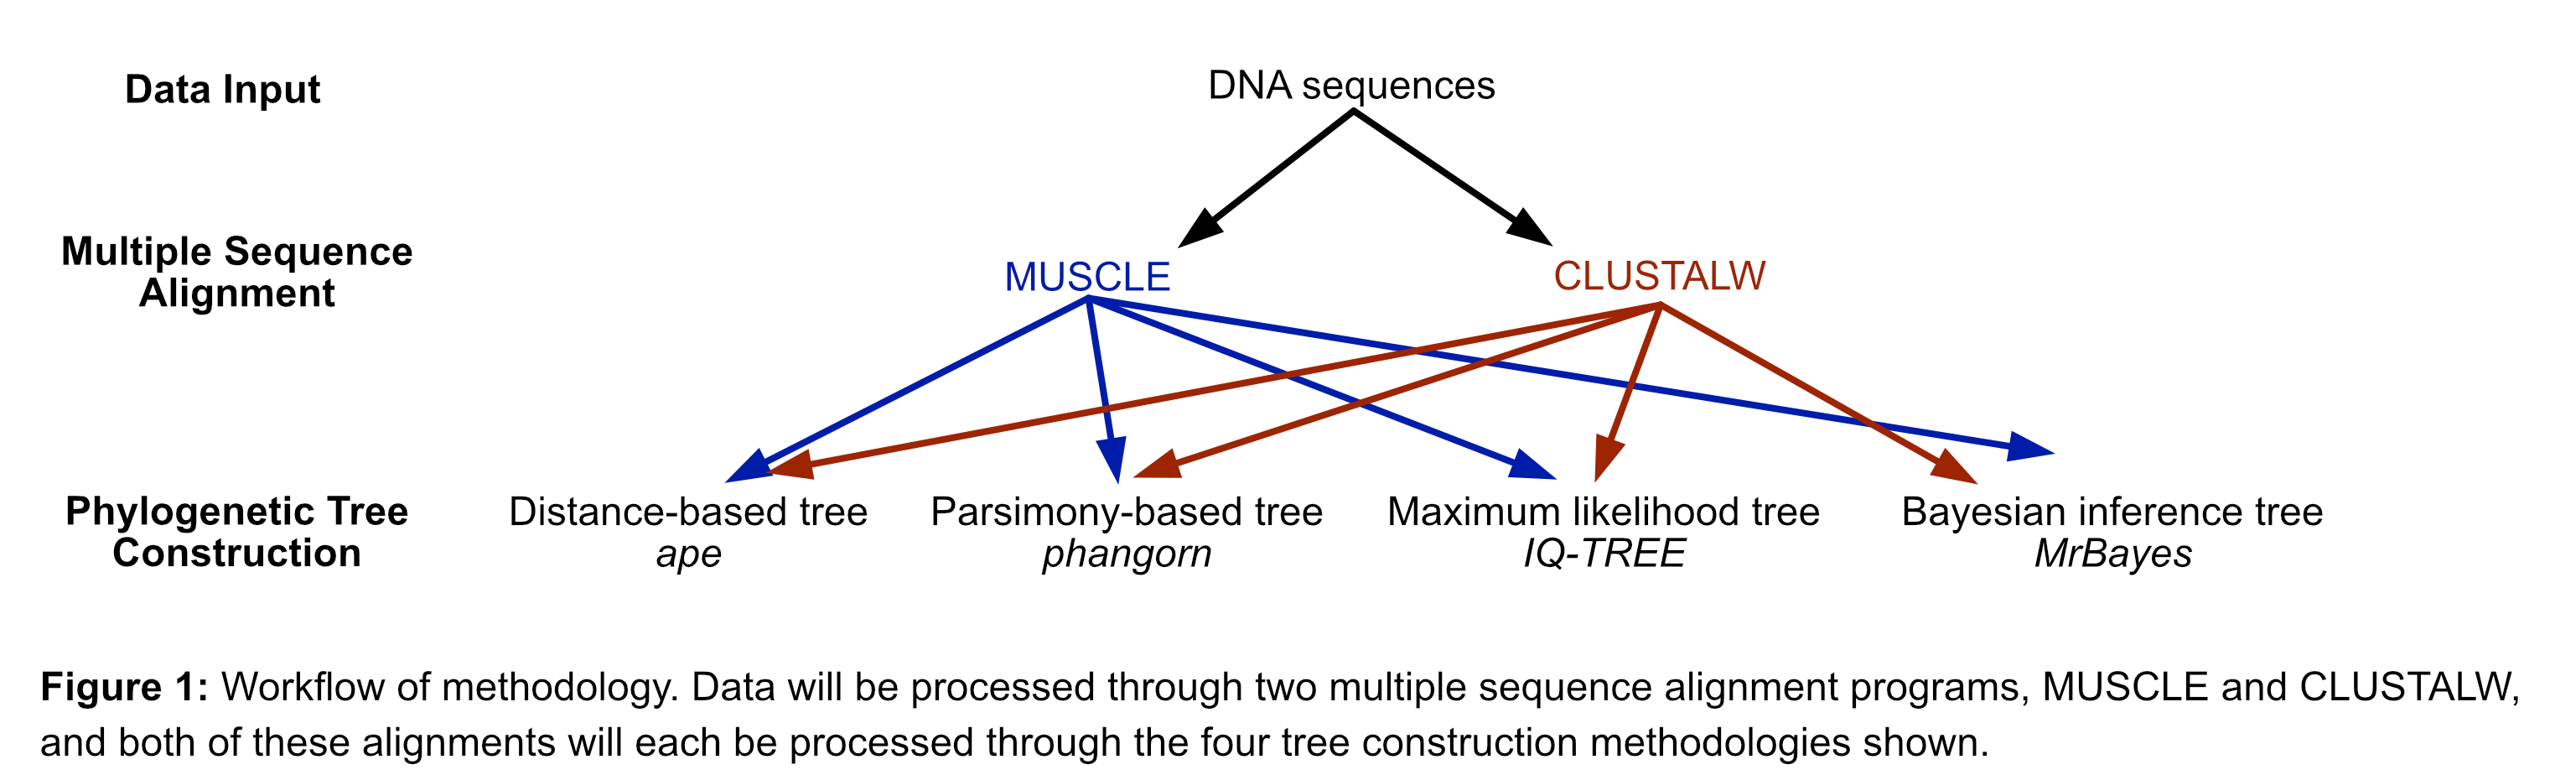 Data Input
DNA sequences
Multiple Sequence
Alignment
MUSCLE
CLUSTALW
Phylogenetic Tree
Construction
Distance-based tree
ape
Parsimony-based tree
phangorn
Maximum likelihood tree
IQ-TREE
Bayesian inference tree
MrBayes
Figure 1: Workflow of methodology. Data will be processed through two multiple sequence alignment programs, MUSCLE and CLUSTALW,
and both of these alignments will each be processed through the four tree construction methodologies shown.